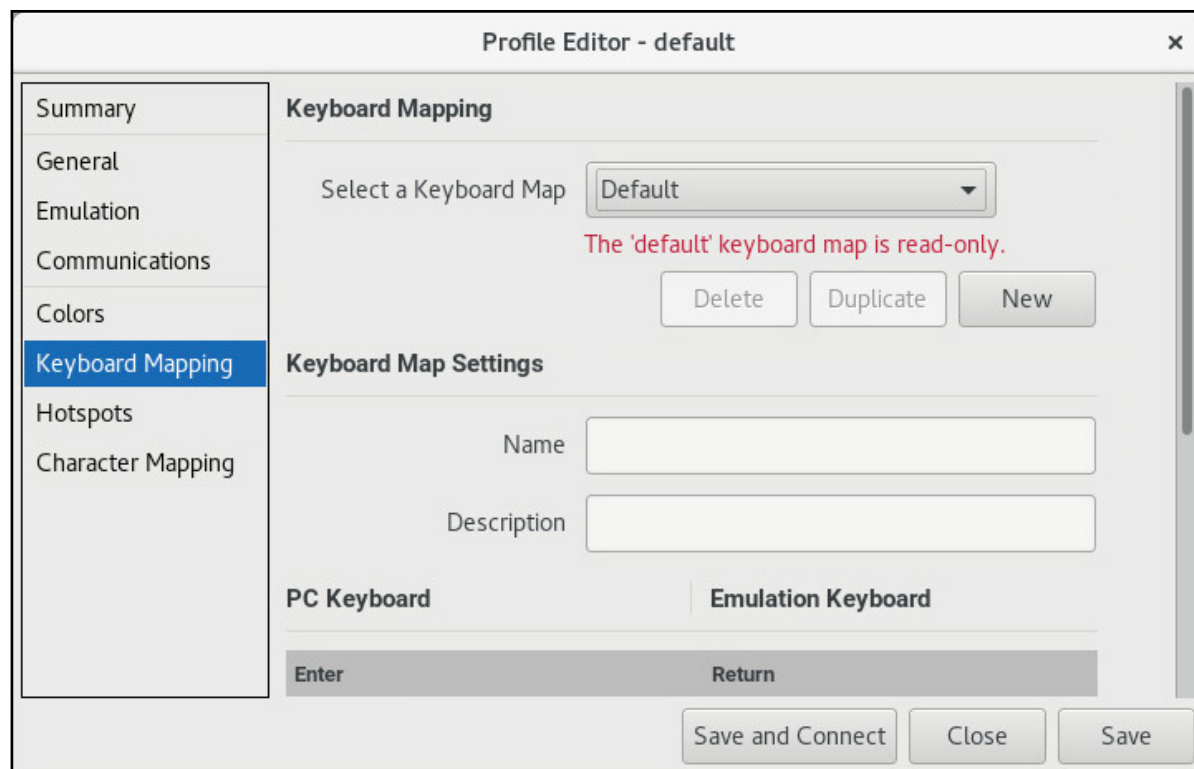 Profile Editor - default
×
Summary
General
Emulation
Communications
Colors
Keyboard Mapping
Hotspots
Character Mapping
Keyboard Mapping
Select a Keyboard Map Default
The 'default' keyboard map is read-only.
Delete Duplicate New
Keyboard Map Settings
Name
Description
PC Keyboard Emulation Keyboard
Enter Return
Save and Connect Close Save